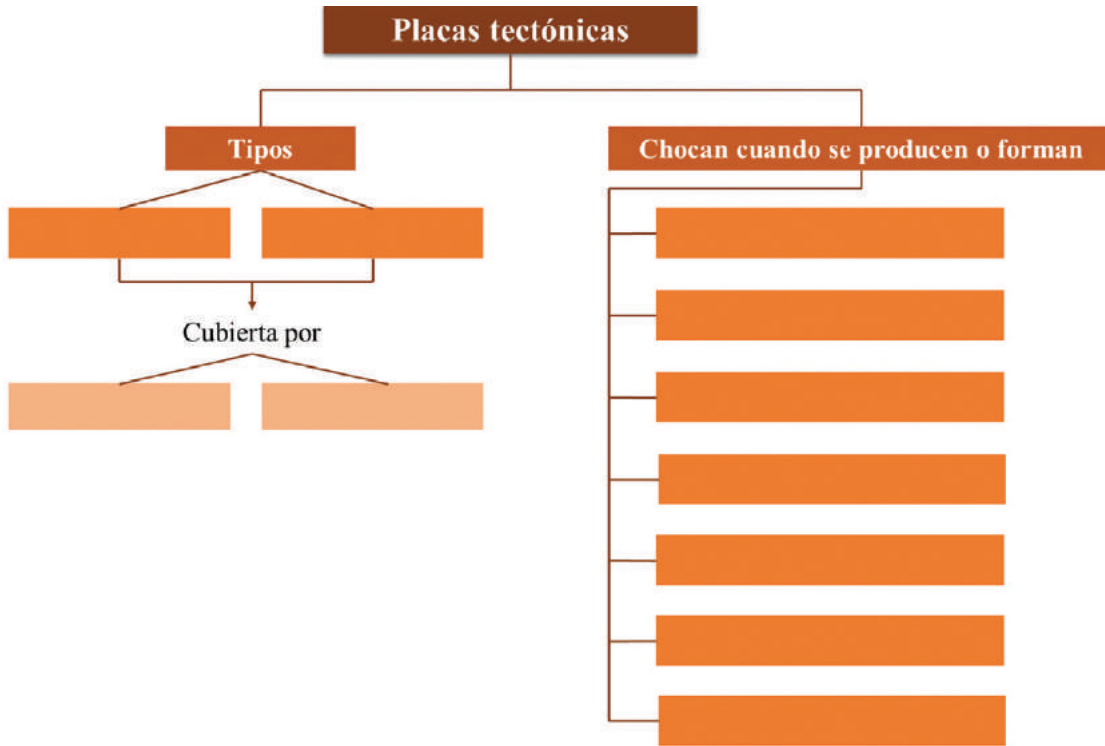 Placas tectónicas
Tipos
Chocan cuando se producen o forman
Cubierta por